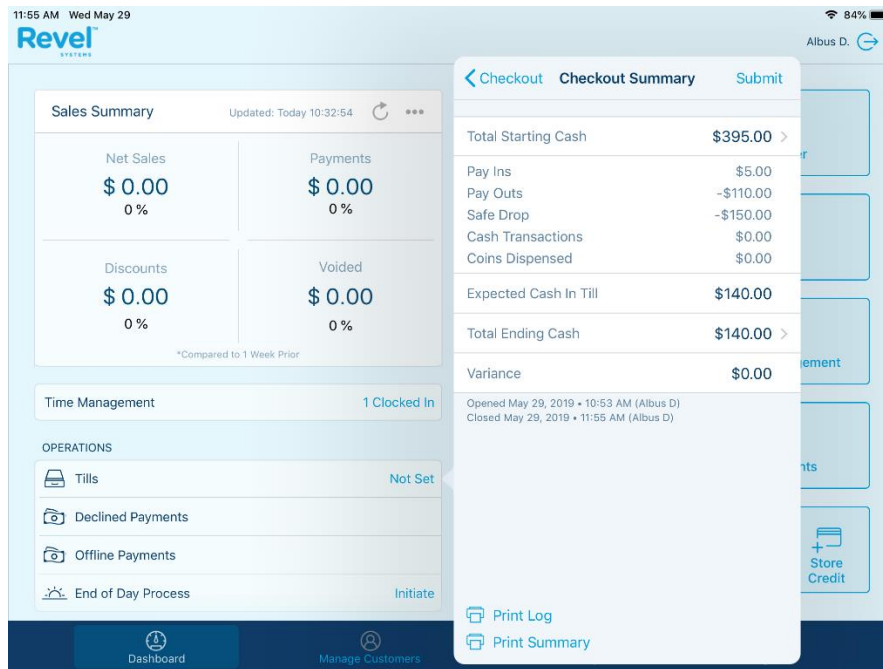 11:55 AM Wed May 29
84%
Revel
SYSTEMS
Albus D.
Sales Summary
Updated: Today 10:32:54
Net Sales
$ 0.00
0 %
Payments
$ 0.00
0 %
Discounts
$ 0.00
0 %
Voided
$ 0.00
0 %
*Compared to 1 Week Prior
Time Management 1 Clocked In
OPERATIONS
Tills Not Set
Declined Payments
Offline Payments
End of Day Process Initiate
Checkout Checkout Summary Submit
Total Starting Cash $395.00
Pay Ins $5.00
Pay Outs -$110.00
Safe Drop -$150.00
Cash Transactions $0.00
Coins Dispensed $0.00
Expected Cash In Till $140.00
Total Ending Cash $140.00
Variance $0.00
Opened May 29, 2019 • 10:53 AM (Albus D)
Closed May 29, 2019 • 11:55 AM (Albus D)
Print Log
Print Summary
Store
Credit
Dashboard
Manage Customers